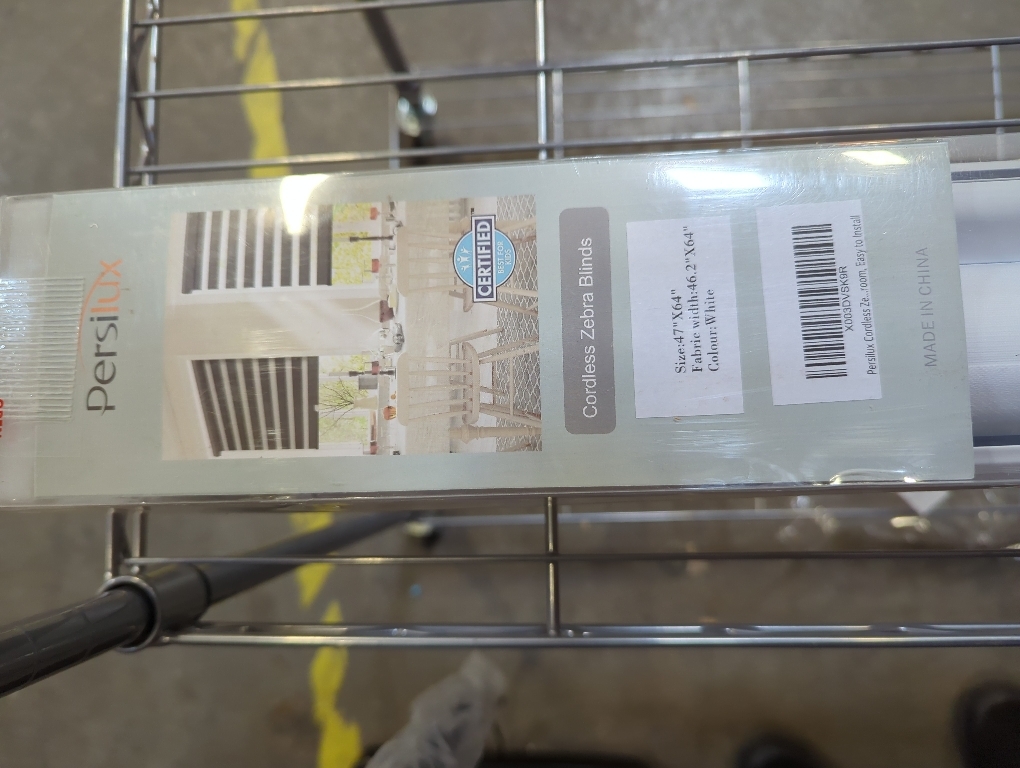 Persilux
CERTIFIED
BEST FOR
KIDS
Cordless Zebra Blinds
Size:47"X64"
Fabric width:46.2"X64"
Colour:White
X003DVSK9R
Persilux Cordless Ze...room, Easy to Install
MADE IN CHINA